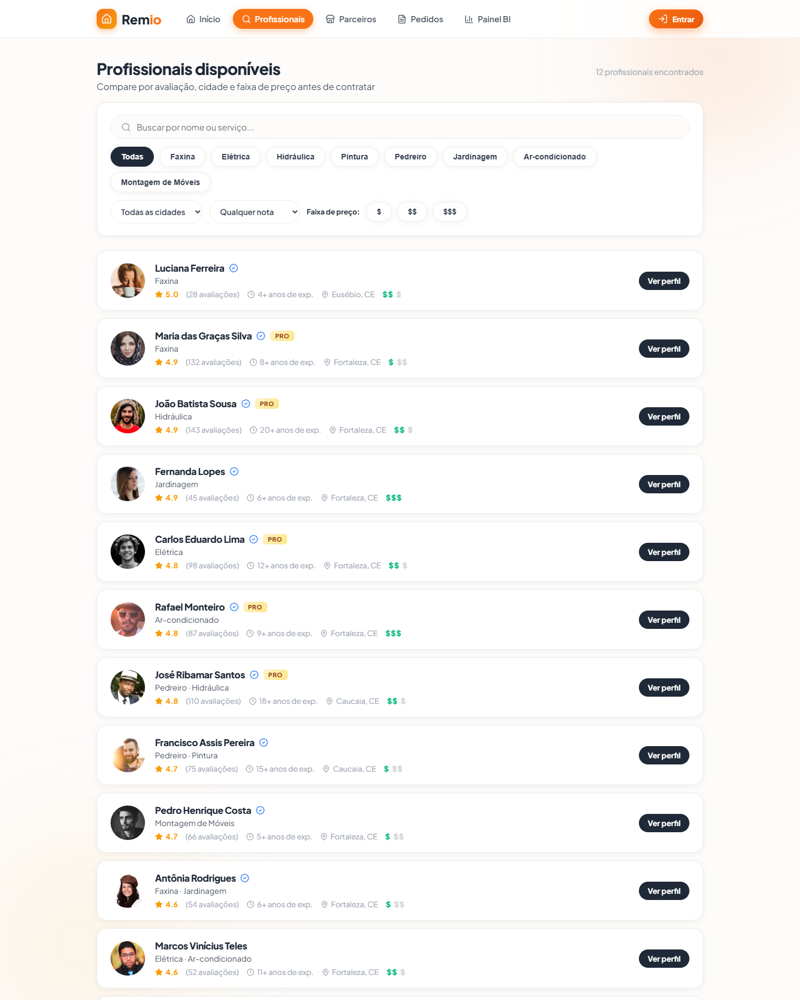 Remio Início Profissionais Parceiros Pedidos Painel BI Entrar
Profissionais disponíveis
12 profissionais encontrados
Compare por avaliação, cidade e faixa de preço antes de contratar
Buscar por nome ou serviço...
Todas Faxina Elétrica Hidráulica Pintura Pedreiro Jardinagem Ar-condicionado
Montagem de Móveis
Todas as cidades Qualquer nota Faixa de preço: $ $$ $$$
Luciana Ferreira
Faxina
5.0 (28 avaliações) 4+ anos de exp. Eusébio, CE $$ $
Ver perfil
Maria das Graças Silva PRO
Faxina
4.9 (132 avaliações) 8+ anos de exp. Fortaleza, CE $ $$
Ver perfil
João Batista Sousa PRO
Hidráulica
4.9 (143 avaliações) 20+ anos de exp. Fortaleza, CE $$ $
Ver perfil
Fernanda Lopes
Jardinagem
4.9 (45 avaliações) 6+ anos de exp. Fortaleza, CE $$$
Ver perfil
Carlos Eduardo Lima PRO
Elétrica
4.8 (98 avaliações) 12+ anos de exp. Fortaleza, CE $$ $
Ver perfil
Rafael Monteiro PRO
Ar-condicionado
4.8 (87 avaliações) 9+ anos de exp. Fortaleza, CE $$$
Ver perfil
José Ribamar Santos PRO
Pedreiro · Hidráulica
4.8 (110 avaliações) 18+ anos de exp. Caucaia, CE $$ $
Ver perfil
Francisco Assis Pereira
Pedreiro · Pintura
4.7 (75 avaliações) 15+ anos de exp. Caucaia, CE $ $$
Ver perfil
Pedro Henrique Costa
Montagem de Móveis
4.7 (66 avaliações) 5+ anos de exp. Fortaleza, CE $ $$
Ver perfil
Antônia Rodrigues
Faxina · Jardinagem
4.6 (54 avaliações) 6+ anos de exp. Fortaleza, CE $ $$
Ver perfil
Marcos Vinícius Teles
Elétrica · Ar-condicionado
4.6 (52 avaliações) 11+ anos de exp. Fortaleza, CE $$ $
Ver perfil